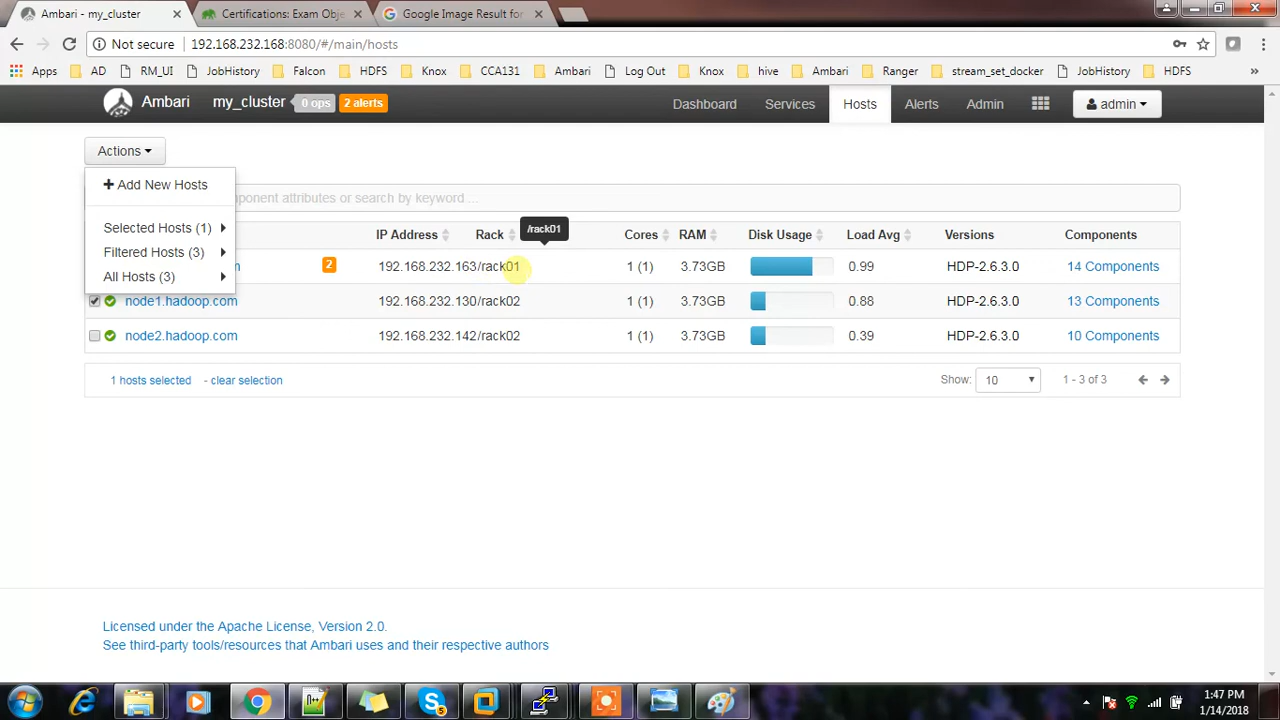 Ambari - my_cluster
Certifications: Exam Obje
Google Image Result for
Not secure
192.168.232.168:8080/#/main/hosts
Apps AD RM_UI JobHistory Falcon HDFS Knox CCA131 Ambari Log Out Knox hive Ambari Ranger stream_set_docker JobHistory HDFS »
Ambari my_cluster 0 ops 2 alerts Dashboard Services Hosts Alerts Admin admin
Actions
Add New Hosts
Selected Hosts (1)
Filtered Hosts (3)
All Hosts (3)
omponent attributes or search by keyword ...
/rack01
IP Address Rack Cores RAM Disk Usage Load Avg Versions Components
2 192.168.232.163/rack01 1 (1) 3.73GB 0.99 HDP-2.6.3.0 14 Components
node1.hadoop.com 192.168.232.130/rack02 1 (1) 3.73GB 0.88 HDP-2.6.3.0 13 Components
node2.hadoop.com 192.168.232.142/rack02 1 (1) 3.73GB 0.39 HDP-2.6.3.0 10 Components
1 hosts selected - clear selection Show: 10 1 - 3 of 3
Licensed under the Apache License, Version 2.0.
See third-party tools/resources that Ambari uses and their respective authors
1:47 PM
1/14/2018